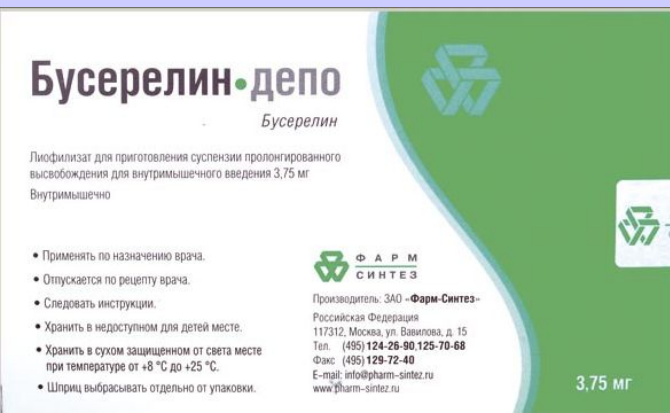 Бусерелин•депо
Бусерелин
Лиофилизат для приготовления суспензии пролонгированного
высвобождения для внутримышечного введения 3,75 мг
Внутримышечно
• Применять по назначению врача.
• Отпускается по рецепту врача.
• Следовать инструкции.
• Хранить в недоступном для детей месте.
• Хранить в сухом защищенном от света месте
при температуре от +8 °С до +25 °С.
• Шприц выбрасывать отдельно от упаковки.
ФАРМ
СИНТЕЗ
Производитель: ЗАО «Фарм-Синтез»
Российская Федерация
117312, Москва, ул. Вавилова, д. 15
Тел. (495) 124-26-90,125-70-68
Факс (495) 129-72-40
E-mail: info@pharm-sintez.ru
www.pharm-sintez.ru
3,75 мг